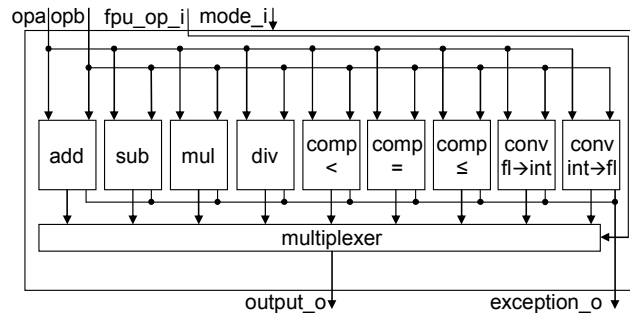 opa opb fpu_op_i mode_i
add sub mul div comp < comp = comp ≤ conv fl→int conv int→fl
multiplexer
output_o exception_o